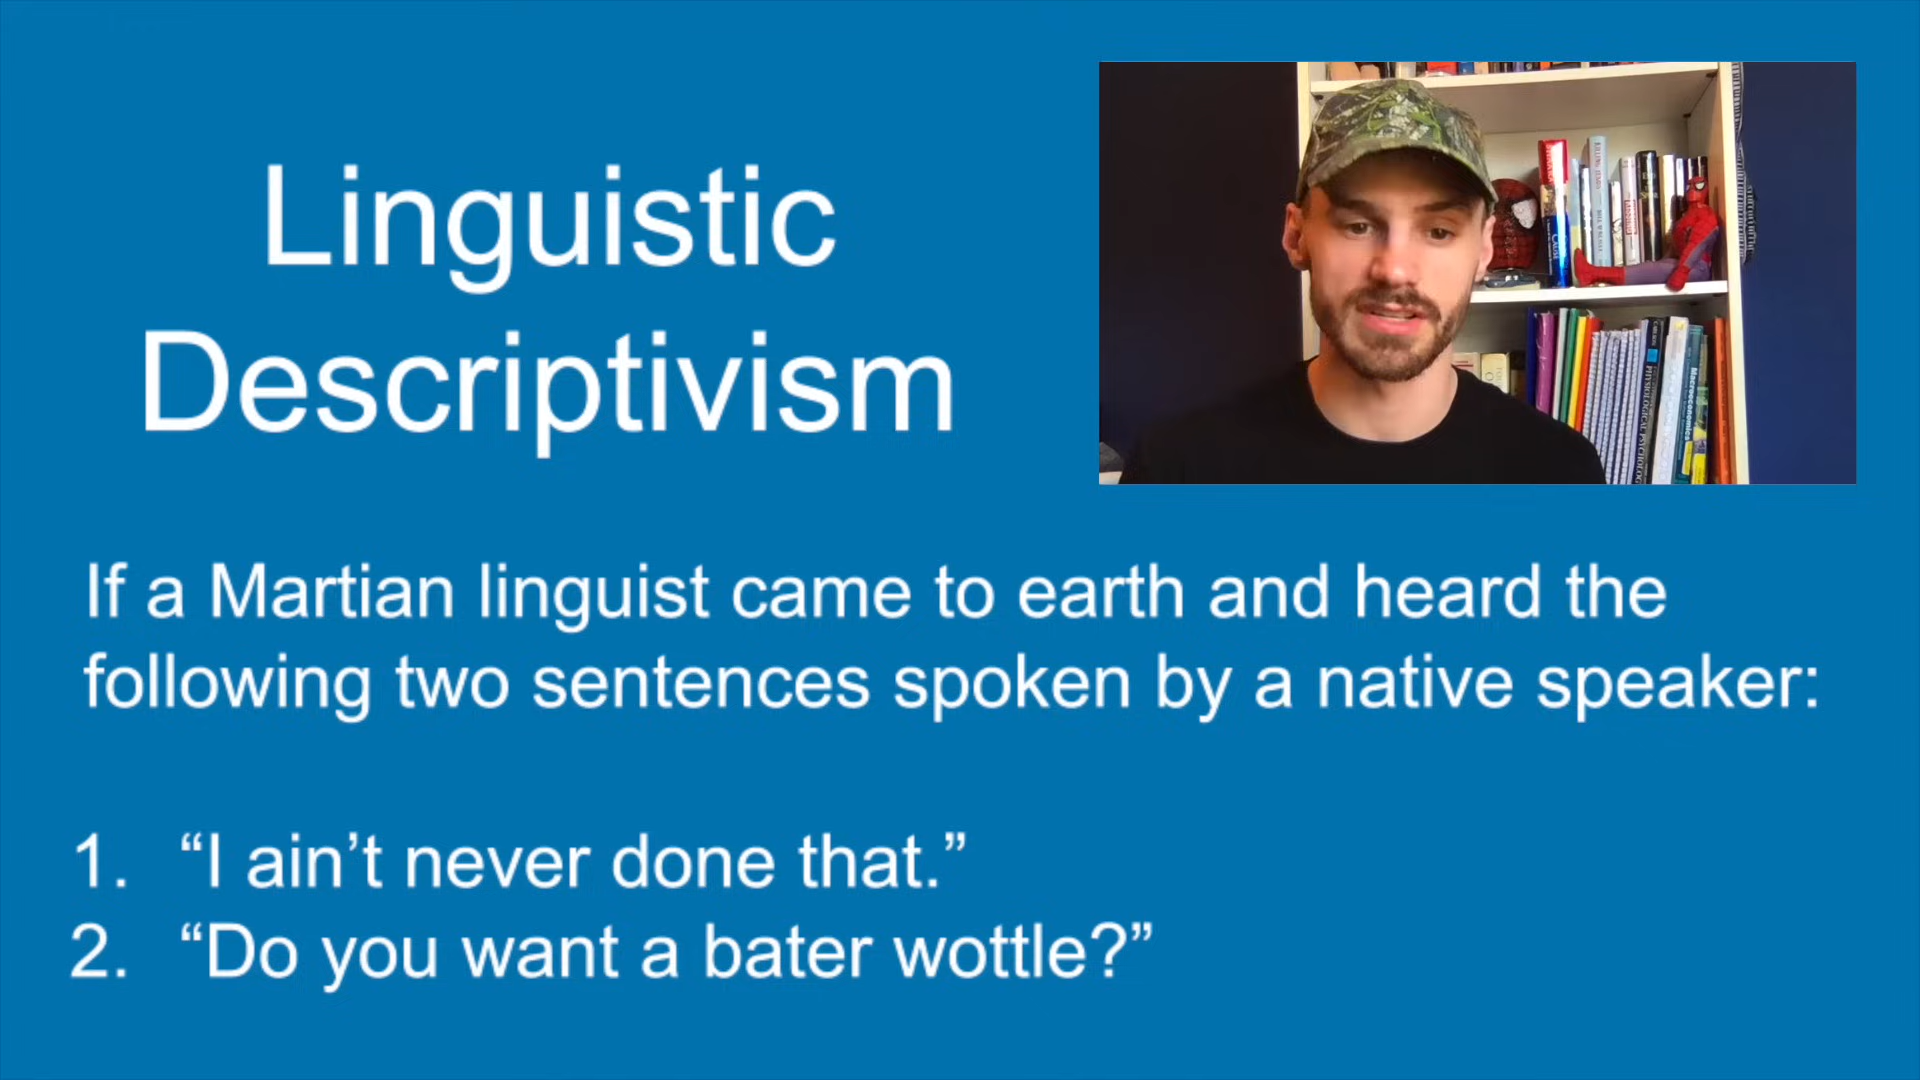 Linguistic
Descriptivism
If a Martian linguist came to earth and heard the
following two sentences spoken by a native speaker:
1. “I ain’t never done that.”
2. “Do you want a bater wottle?”
Macroeconomics